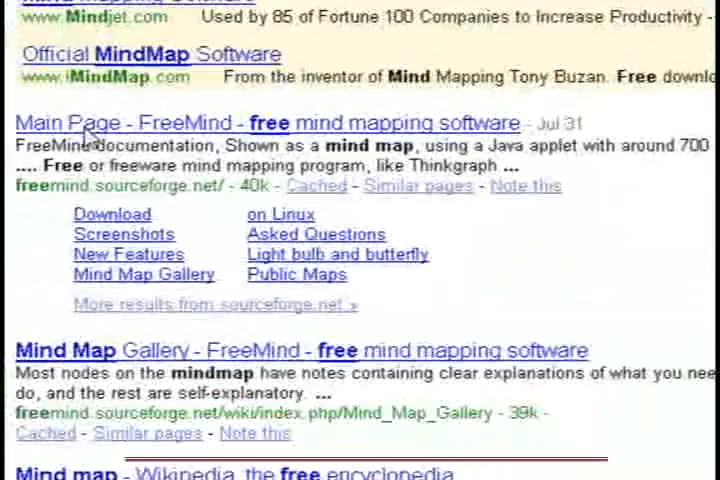 www.Mindjet.com Used by 85 of Fortune 100 Companies to Increase Productivity -
Official MindMap Software
www.iMindMap.com From the inventor of Mind Mapping Tony Buzan. Free downlo
Main Page - FreeMind - free mind mapping software - Jul 31
FreeMind documentation, Shown as a mind map, using a Java applet with around 700
.... Free or freeware mind mapping program, like Thinkgraph ...
freemind.sourceforge.net/ - 40k - Cached - Similar pages - Note this
Download on Linux
Screenshots Asked Questions
New Features Light bulb and butterfly
Mind Map Gallery Public Maps
More results from sourceforge.net »
Mind Map Gallery - FreeMind - free mind mapping software
Most nodes on the mindmap have notes containing clear explanations of what you nee
do, and the rest are self-explanatory. ...
freemind.sourceforge.net/wiki/index.php/Mind_Map_Gallery - 39k -
Cached - Similar pages - Note this
Mind map - Wikipedia, the free encyclopedia